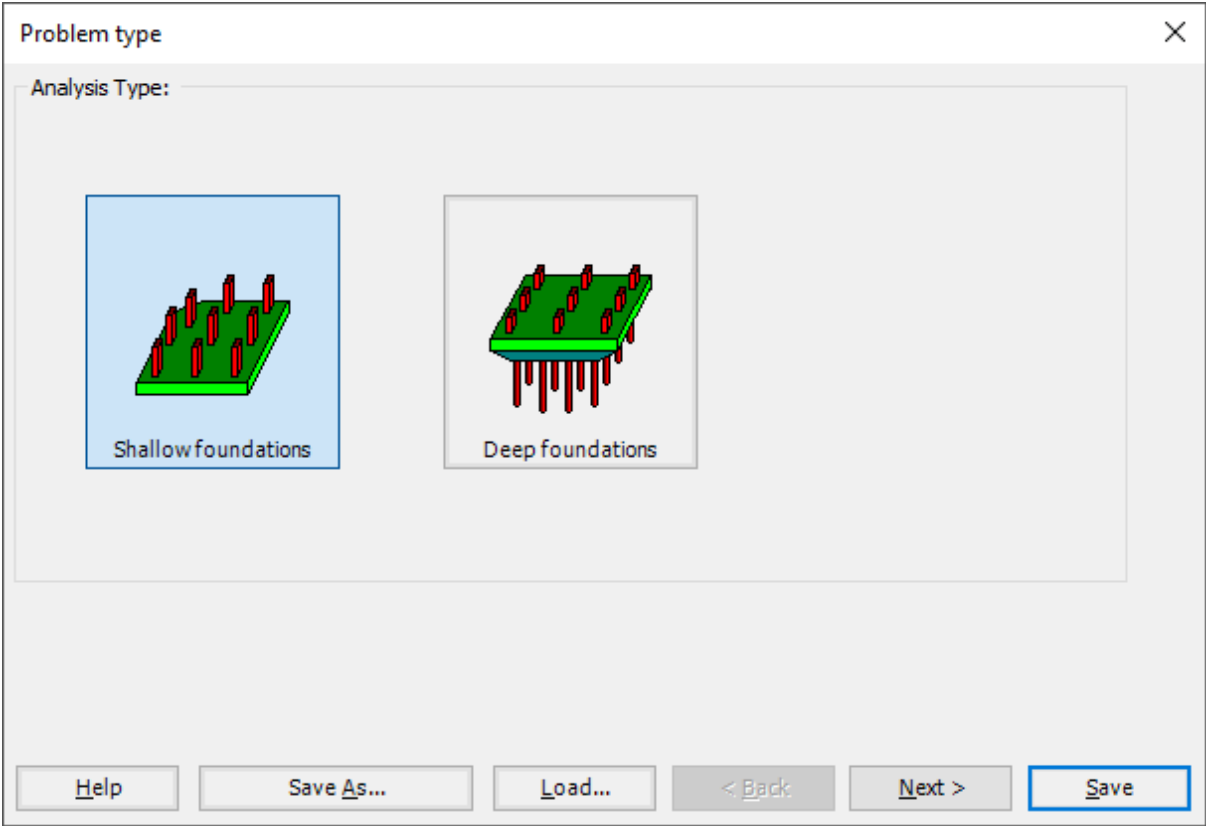 Problem type
Analysis Type:
Shallow foundations
Deep foundations
Help
Save As...
Load...
< Back
Next >
Save